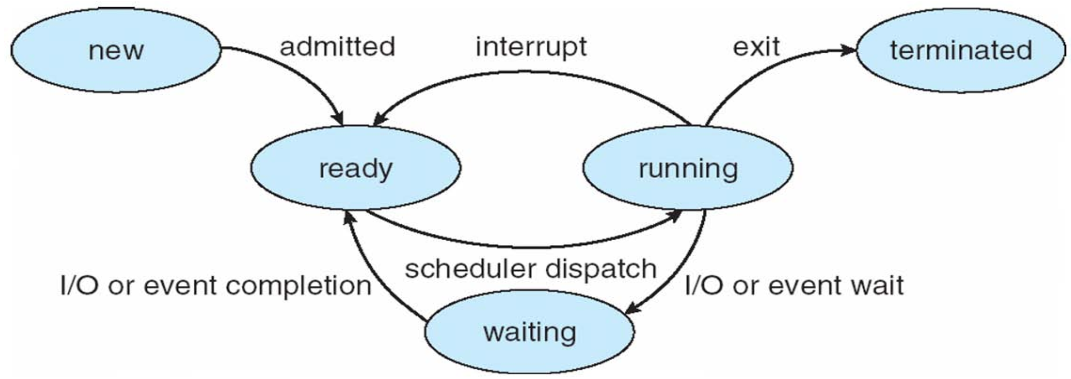 new
admitted
interrupt
exit
terminated
ready
running
scheduler dispatch
I/O or event completion
I/O or event wait
waiting